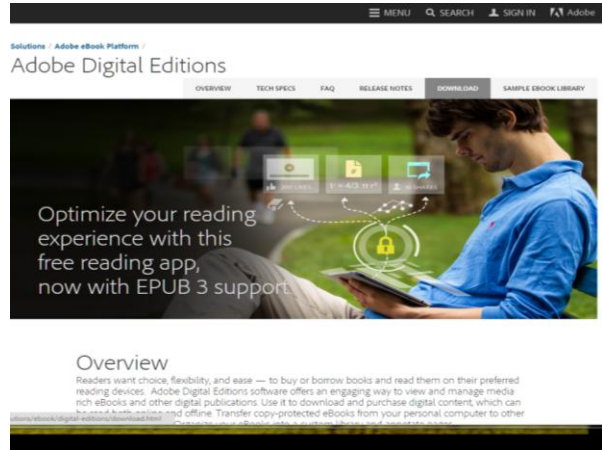 MENU SEARCH SIGN IN Adobe
Solutions / Adobe eBook Platform /
Adobe Digital Editions
OVERVIEW TECH SPECS FAQ RELEASE NOTES DOWNLOAD SAMPLE EBOOK LIBRARY
Optimize your reading
experience with this
free reading app,
now with EPUB 3 support.
Overview
Readers want choice, flexibility, and ease — to buy or borrow books and read them on their preferred
reading devices. Adobe Digital Editions software offers an engaging way to view and manage media
rich eBooks and other digital publications. Use it to download and purchase digital content, which can
and offline. Transfer copy-protected eBooks from your personal computer to other